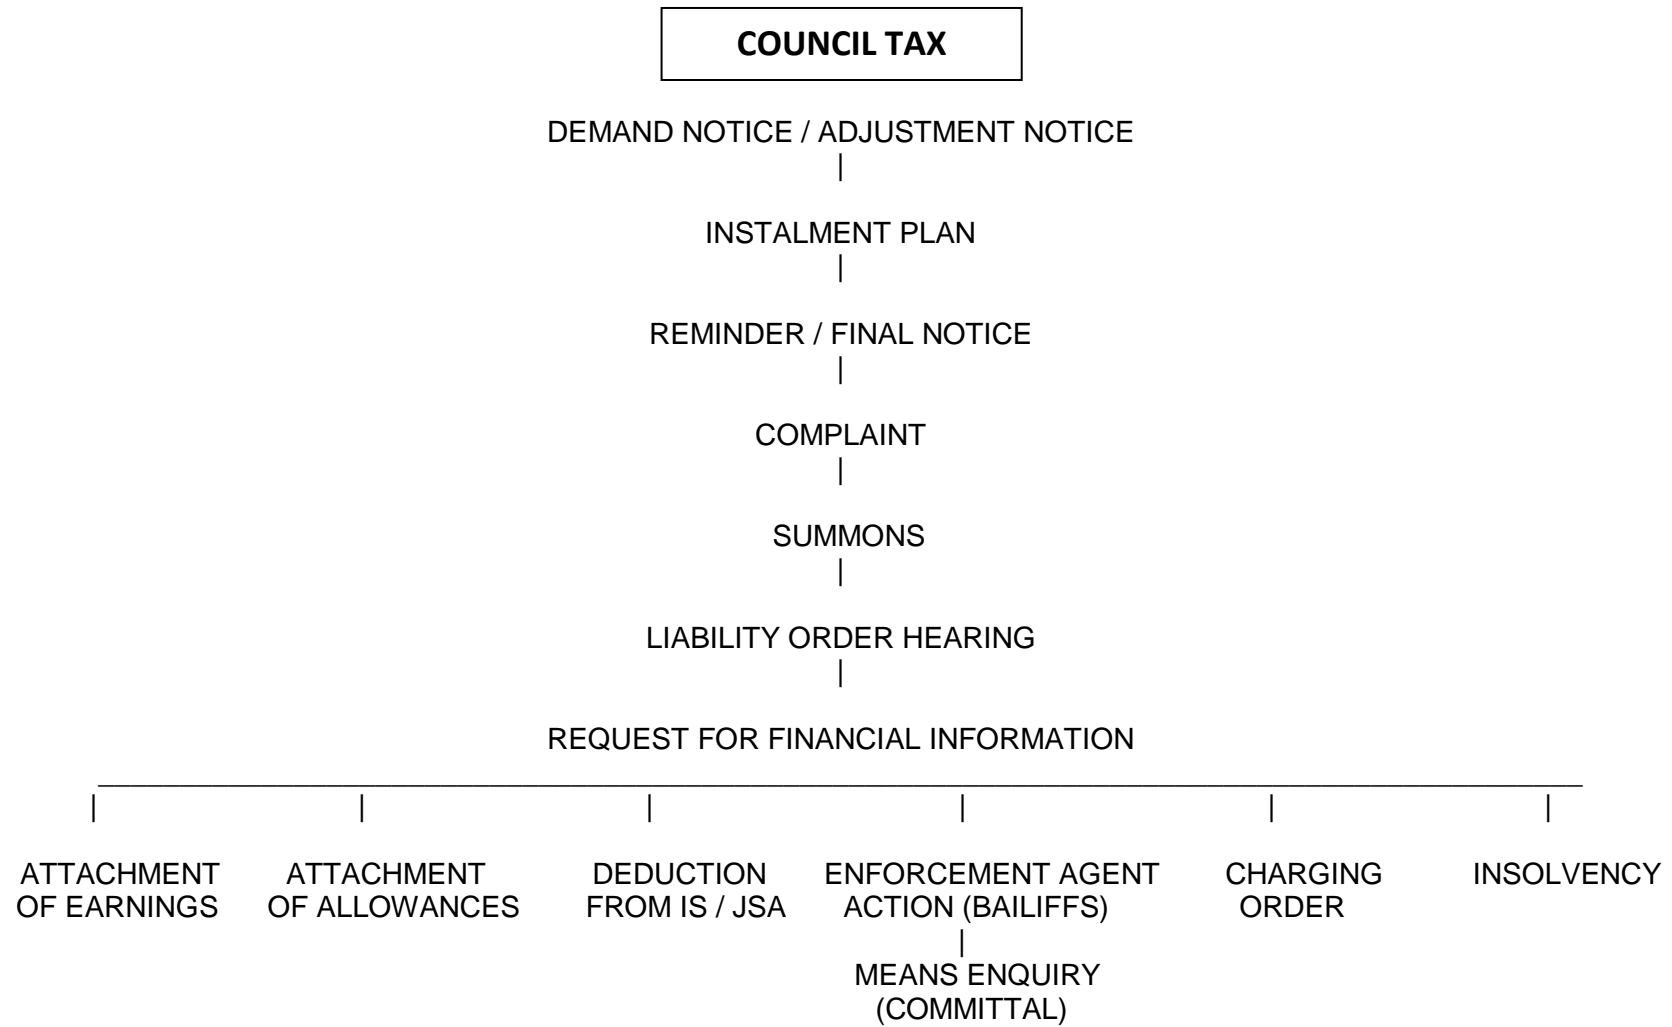 COUNCIL TAX
DEMAND NOTICE / ADJUSTMENT NOTICE
INSTALMENT PLAN
REMINDER / FINAL NOTICE
COMPLAINT
SUMMONS
LIABILITY ORDER HEARING
REQUEST FOR FINANCIAL INFORMATION
ATTACHMENT
OF EARNINGS
ATTACHMENT
OF ALLOWANCES
DEDUCTION
FROM IS / JSA
ENFORCEMENT AGENT
ACTION (BAILIFFS)
MEANS ENQUIRY
(COMMITTAL)
CHARGING
ORDER
INSOLVENCY